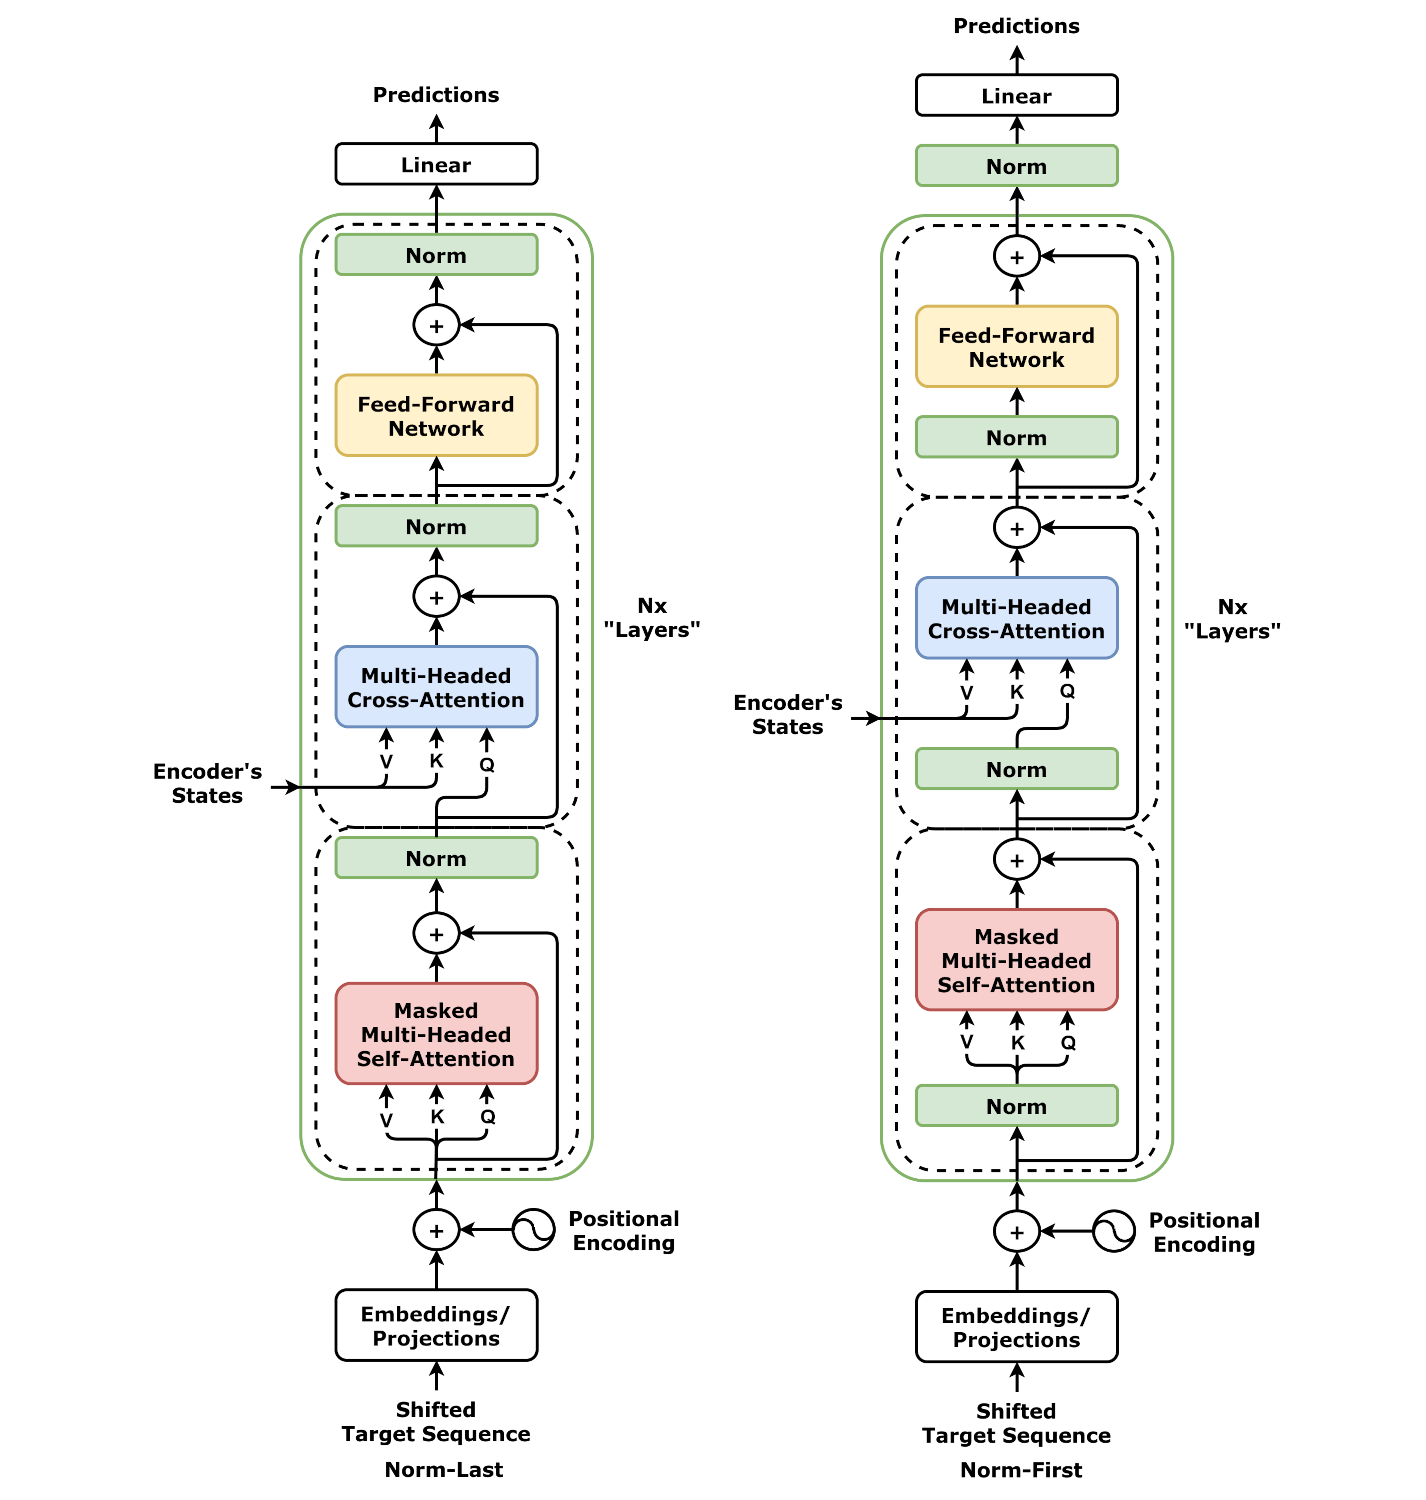 Predictions
Linear
Norm
+
Feed-Forward
Network
Norm
+
Multi-Headed
Cross-Attention
V K Q
Encoder's
States
Norm
+
Masked
Multi-Headed
Self-Attention
V K Q
Nx
"Layers"
+
Positional
Encoding
Embeddings/
Projections
Shifted
Target Sequence
Norm-Last
Predictions
Linear
Norm
+
Feed-Forward
Network
Norm
+
Multi-Headed
Cross-Attention
V K Q
Encoder's
States
Norm
+
Masked
Multi-Headed
Self-Attention
V K Q
Norm
Nx
"Layers"
+
Positional
Encoding
Embeddings/
Projections
Shifted
Target Sequence
Norm-First